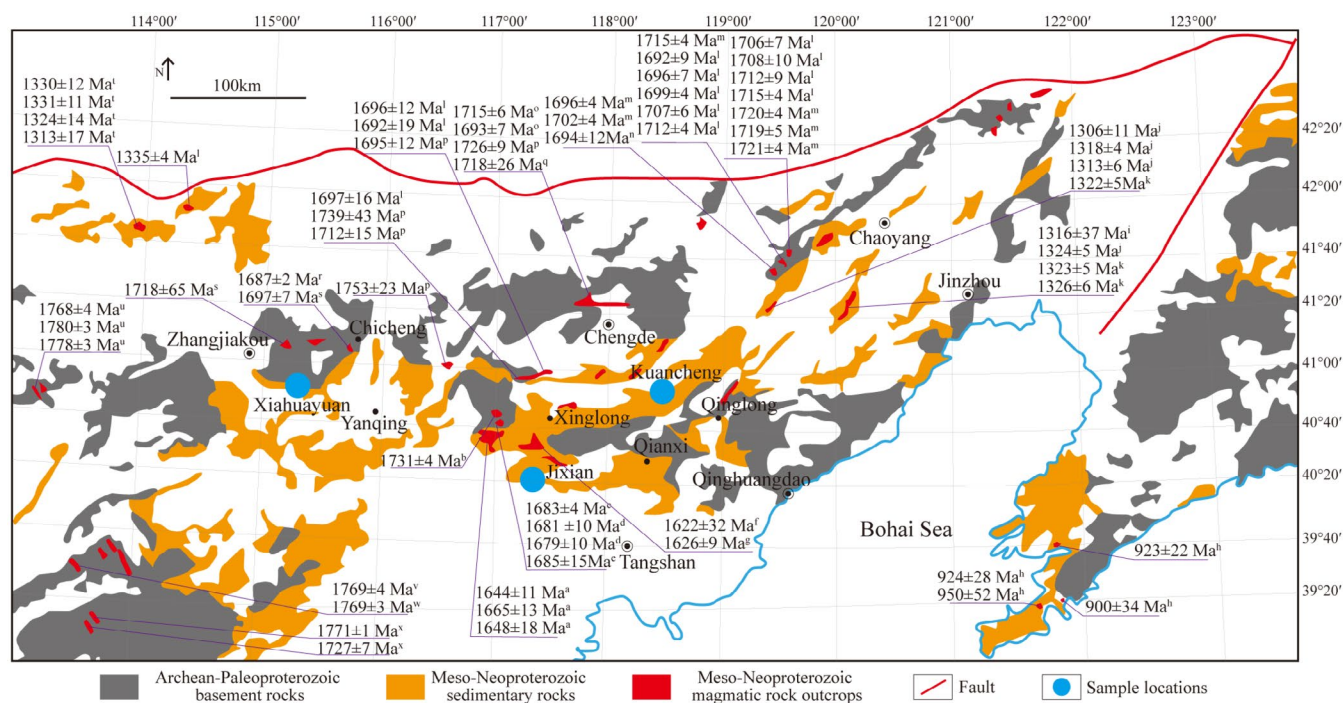 114°00′ 115°00′ 116°00′ 117°00′ 118°00′ 119°00′ 120°00′ 121°00′ 122°00′ 123°00′
N
100km
1330±12 Maᵗ
1331±11 Maᵗ
1324±14 Maᵗ
1313±17 Maᵗ
1335±4 Maˡ
1696±12 Maˡ
1692±19 Maˡ
1695±12 Maᵖ
1715±6 Maᵒ
1693±7 Maᵒ
1726±9 Maᵖ
1718±26 Ma^q
1696±4 Maᵐ
1702±4 Maᵐ
1694±12Maⁿ
1715±4 Maᵐ
1692±9 Maˡ
1696±7 Maˡ
1699±4 Maˡ
1707±6 Maˡ
1712±4 Maˡ
1706±7 Maˡ
1708±10 Maˡ
1712±9 Maˡ
1715±4 Maˡ
1720±4 Maᵐ
1719±5 Maᵐ
1721±4 Maᵐ
1306±11 Maʲ
1318±4 Maʲ
1313±6 Maʲ
1322±5Maᵏ
42°20′
42°00′
41°40′
41°20′
41°00′
40°40′
40°20′
39°40′
39°20′
1697±16 Maˡ
1739±43 Maᵖ
1712±15 Maᵖ
Chaoyang
1316±37 Maⁱ
1324±5 Maʲ
1323±5 Maᵏ
1326±6 Maᵏ
Jinzhou
1718±65 Maˢ
1687±2 Maʳ
1697±7 Maˢ
1753±23 Maᵖ
1768±4 Maᵘ
1780±3 Maᵘ
1778±3 Maᵘ
Zhangjiakou
Chicheng
Chengde
Kuancheng
Xiahuayuan
Yanqing
Xinglong
Qinglong
Qianxi
1731±4 Maᵇ
Jixian
Qinghuangdao
1683±4 Maᶜ
1681 ±10 Maᵈ
1679±10 Maᵈ
1685±15Maᵉ
Tangshan
1622±32 Maᶠ
1626±9 Maᵍ
Bohai Sea
923±22 Maʰ
924±28 Maʰ
950±52 Maʰ
900±34 Maʰ
1644±11 Maᵃ
1665±13 Maᵃ
1648±18 Maᵃ
1769±4 Maᵛ
1769±3 Maʷ
1771±1 Maˣ
1727±7 Maˣ
Archean-Paleoproterozoic
basement rocks
Meso-Neoproterozoic
sedimentary rocks
Meso-Neoproterozoic
magmatic rock outcrops
Fault
Sample locations